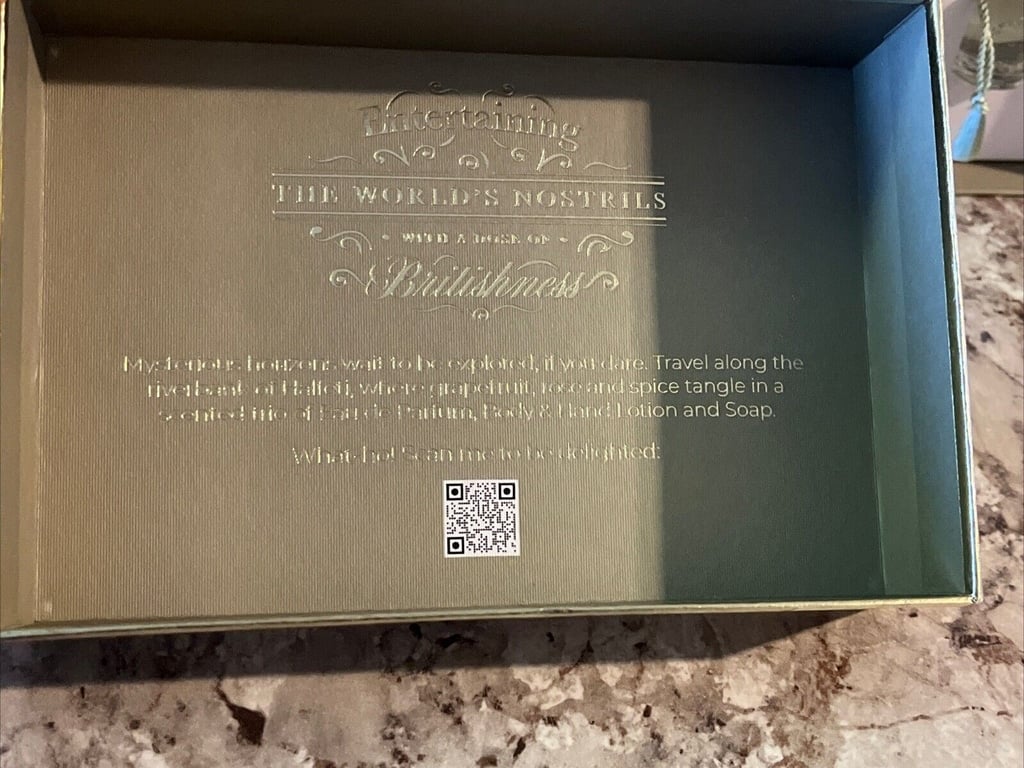 Entertaining
THE WORLD'S NOSTRILS
WITH A DOSE OF
Britishness
Mysterious horizons wait to be explored, if you dare. Travel along the
riverbank of Halfeti, where grapefruit, rose and spice tangle in a
scented trio of Eau de Parfum, Body & Hand Lotion and Soap.
What-ho! Scan me to be delighted: